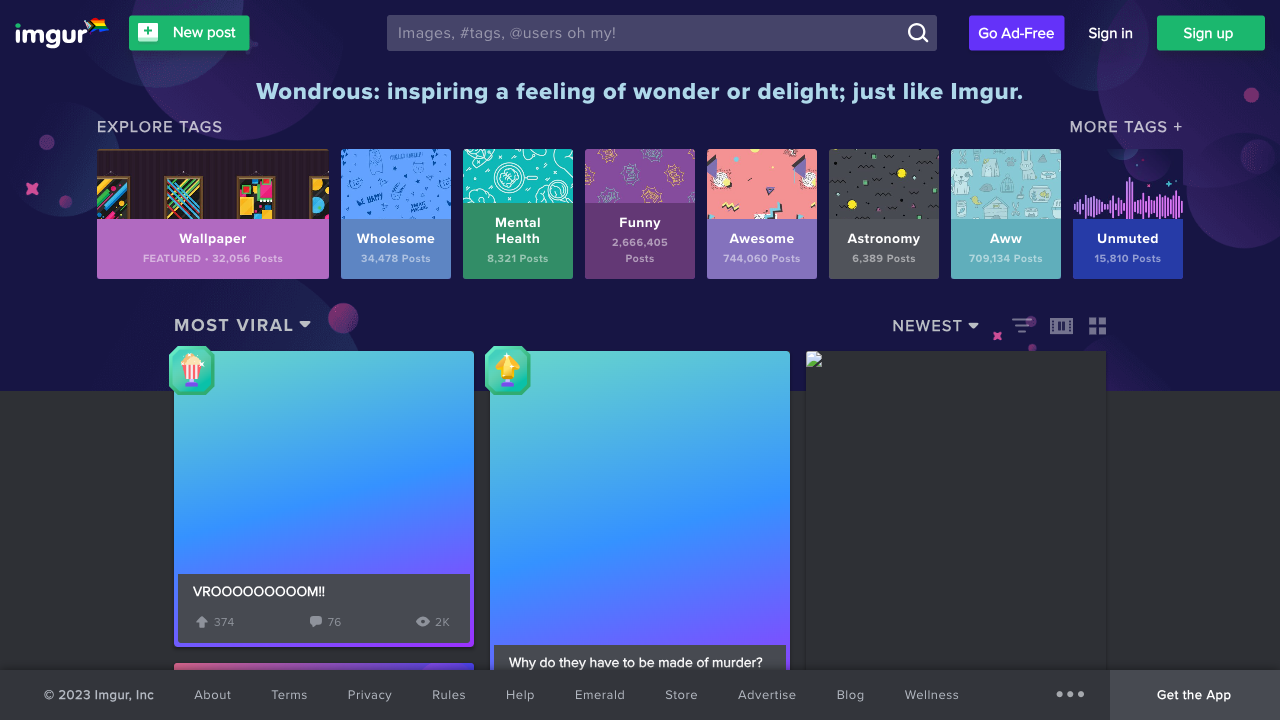 imgur
New post
Images, #tags, @users oh my!
Go Ad-Free
Sign in
Sign up
Wondrous: inspiring a feeling of wonder or delight; just like Imgur.
EXPLORE TAGS
MORE TAGS +
Wallpaper
FEATURED • 32,056 Posts
Wholesome
34,478 Posts
Mental
Health
8,321 Posts
Funny
2,666,405
Posts
Awesome
744,060 Posts
Astronomy
6,389 Posts
Aww
709,134 Posts
Unmuted
15,810 Posts
MOST VIRAL
NEWEST
VROOOOOOOOOM!!
374
76
2K
Why do they have to be made of murder?
© 2023 Imgur, Inc
About
Terms
Privacy
Rules
Help
Emerald
Store
Advertise
Blog
Wellness
Get the App